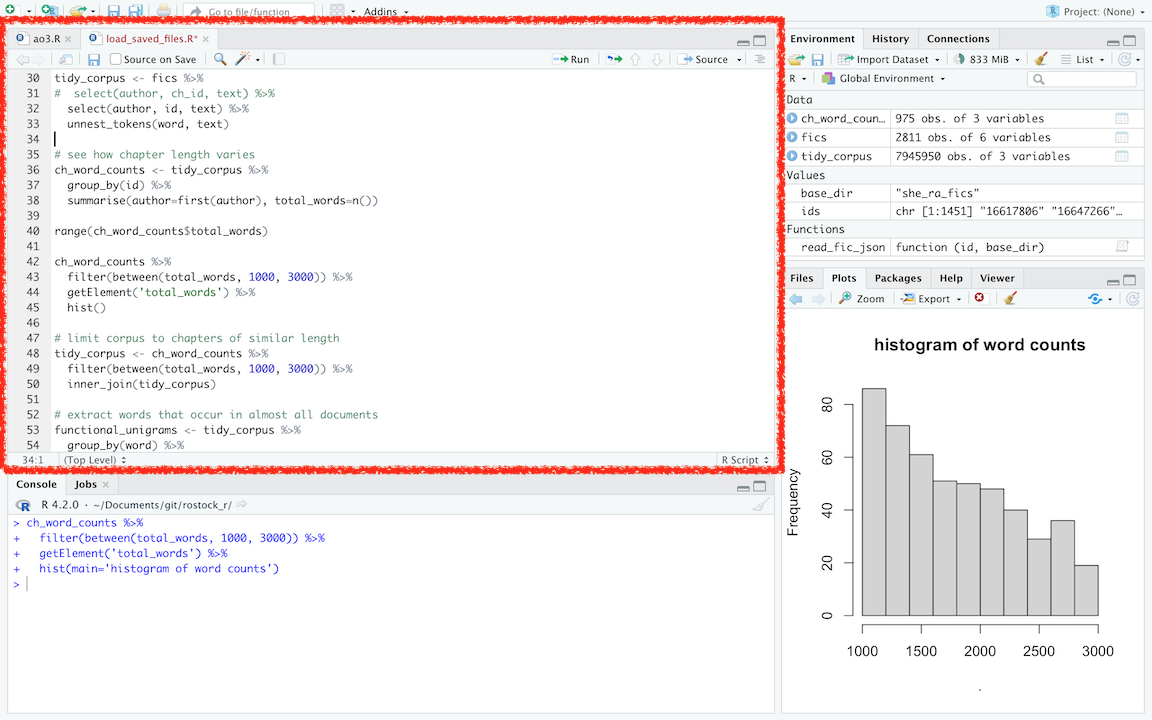 Go to file/function
Addins
Project: (None)
ao3.R
load_saved_files.R*
Source on Save
Run
Source
30 tidy_corpus <- fics %>%
31 #  select(author, ch_id, text) %>%
32   select(author, id, text) %>%
33   unnest_tokens(word, text)
34
35 # see how chapter length varies
36 ch_word_counts <- tidy_corpus %>%
37   group_by(id) %>%
38   summarise(author=first(author), total_words=n())
39
40 range(ch_word_counts$total_words)
41
42 ch_word_counts %>%
43   filter(between(total_words, 1000, 3000)) %>%
44   getElement('total_words') %>%
45   hist()
46
47 # limit corpus to chapters of similar length
48 tidy_corpus <- ch_word_counts %>%
49   filter(between(total_words, 1000, 3000)) %>%
50   inner_join(tidy_corpus)
51
52 # extract words that occur in almost all documents
53 functional_unigrams <- tidy_corpus %>%
54   group_by(word) %>%
34:1 (Top Level) R Script
Console Jobs
R 4.2.0 · ~/Documents/git/rostock_r/
> ch_word_counts %>%
+   filter(between(total_words, 1000, 3000)) %>%
+   getElement('total_words') %>%
+   hist(main='histogram of word counts')
>
Environment History Connections
Import Dataset 833 MiB List
R Global Environment
Data
ch_word_coun… 975 obs. of 3 variables
fics 2811 obs. of 6 variables
tidy_corpus 7945950 obs. of 3 variables
Values
base_dir "she_ra_fics"
ids chr [1:1451] "16617806" "16647266"…
Functions
read_fic_json function (id, base_dir)
Files Plots Packages Help Viewer
Zoom Export
histogram of word counts
Frequency
80
60
40
20
0
1000 1500 2000 2500 3000
.